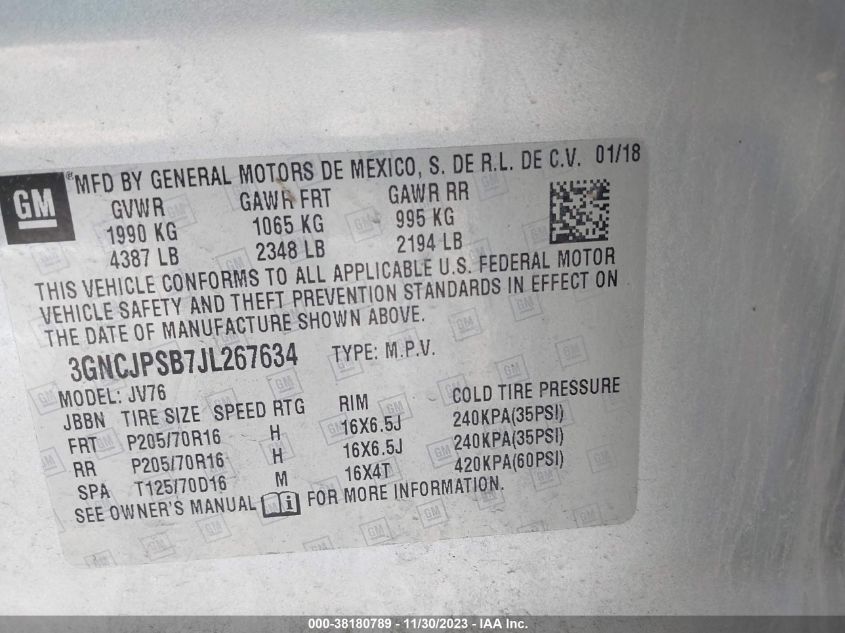 GM
®MFD BY GENERAL MOTORS DE MEXICO, S. DE R.L. DE C.V. 01/18
GVWR GAWR FRT GAWR RR
1990 KG 1065 KG 995 KG
4387 LB 2348 LB 2194 LB
THIS VEHICLE CONFORMS TO ALL APPLICABLE U.S. FEDERAL MOTOR
VEHICLE SAFETY AND THEFT PREVENTION STANDARDS IN EFFECT ON
THE DATE OF MANUFACTURE SHOWN ABOVE.
3GNCJPSB7JL267634 TYPE: M.P.V.
MODEL: JV76
JBBN TIRE SIZE SPEED RTG RIM COLD TIRE PRESSURE
FRT P205/70R16 H 16X6.5J 240KPA(35PSI)
RR P205/70R16 H 16X6.5J 240KPA(35PSI)
SPA T125/70D16 M 16X4T 420KPA(60PSI)
SEE OWNER'S MANUAL i FOR MORE INFORMATION.
000-38180789 - 11/30/2023 - IAA Inc.